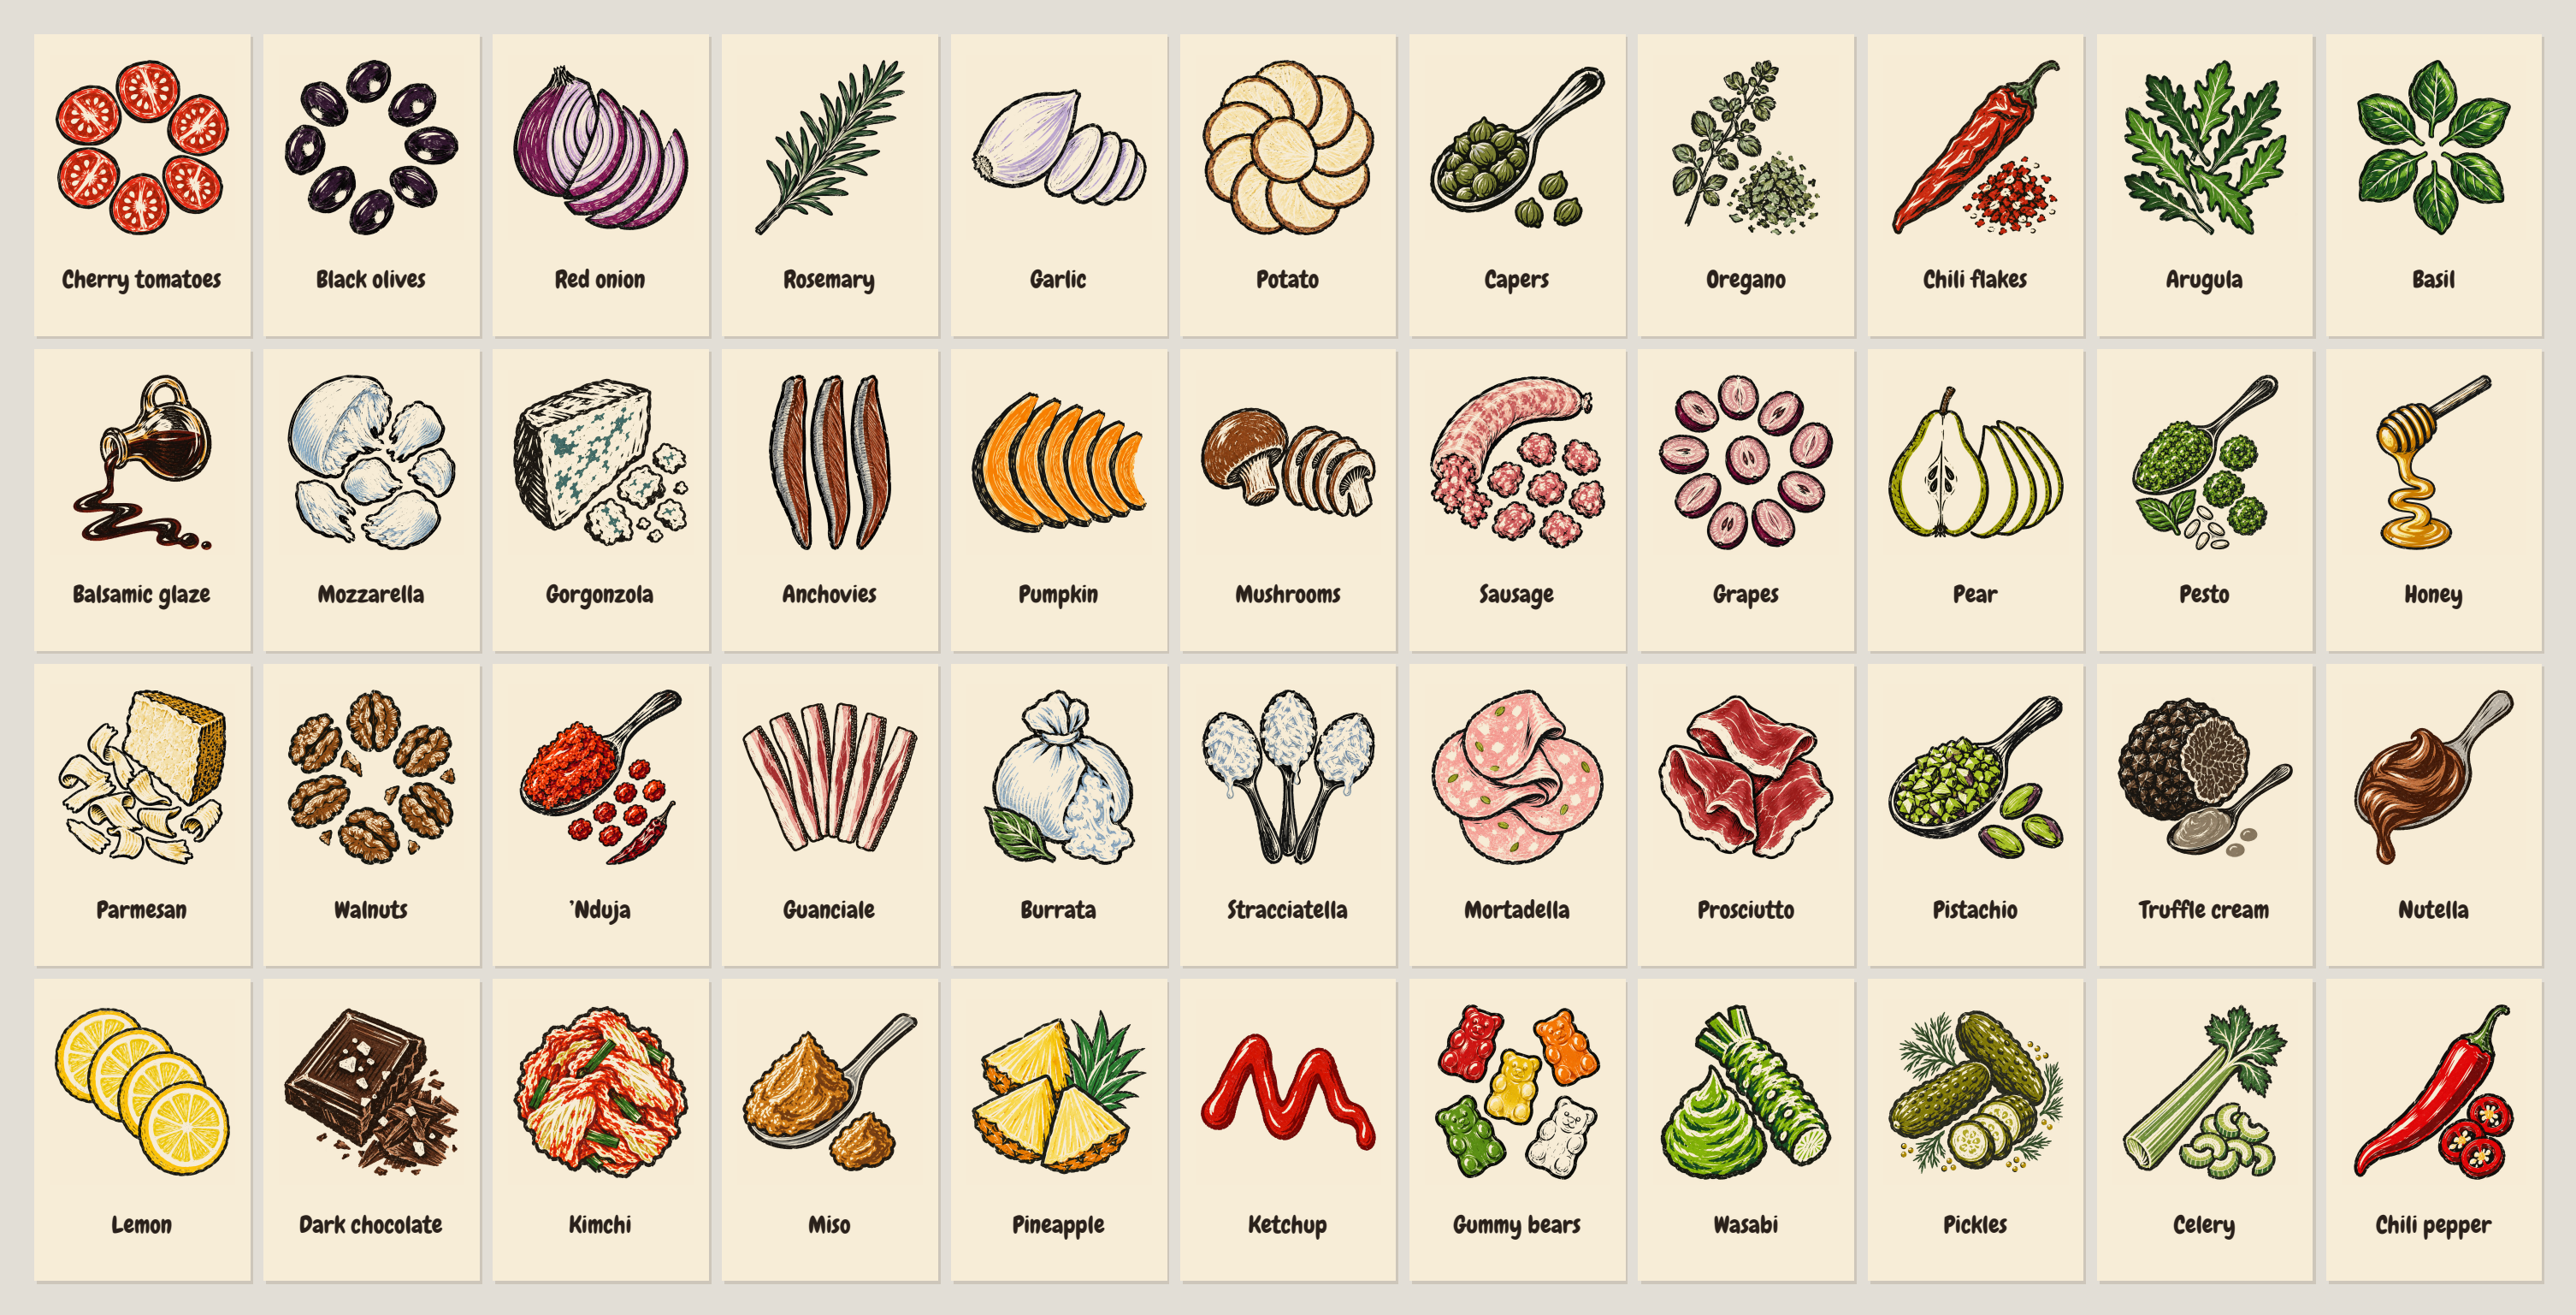 Cherry tomatoes
Black olives
Red onion
Rosemary
Garlic
Potato
Capers
Oregano
Chili flakes
Arugula
Basil
Balsamic glaze
Mozzarella
Gorgonzola
Anchovies
Pumpkin
Mushrooms
Sausage
Grapes
Pear
Pesto
Honey
Parmesan
Walnuts
'Nduja
Guanciale
Burrata
Stracciatella
Mortadella
Prosciutto
Pistachio
Truffle cream
Nutella
Lemon
Dark chocolate
Kimchi
Miso
Pineapple
Ketchup
Gummy bears
Wasabi
Pickles
Celery
Chili pepper